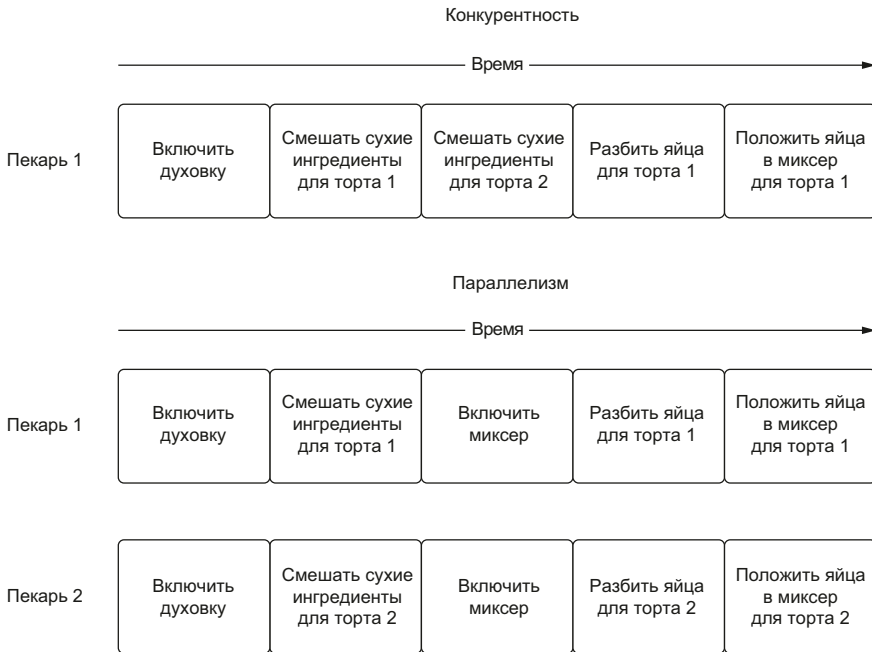 Конкурентность
Время
Пекарь 1
Включить
духовку
Смешать сухие
ингредиенты
для торта 1
Смешать сухие
ингредиенты
для торта 2
Разбить яйца
для торта 1
Положить яйца
в миксер
для торта 1
Параллелизм
Время
Пекарь 1
Включить
духовку
Смешать сухие
ингредиенты
для торта 1
Включить
миксер
Разбить яйца
для торта 1
Положить яйца
в миксер
для торта 1
Пекарь 2
Включить
духовку
Смешать сухие
ингредиенты
для торта 2
Включить
миксер
Разбить яйца
для торта 2
Положить яйца
в миксер
для торта 2